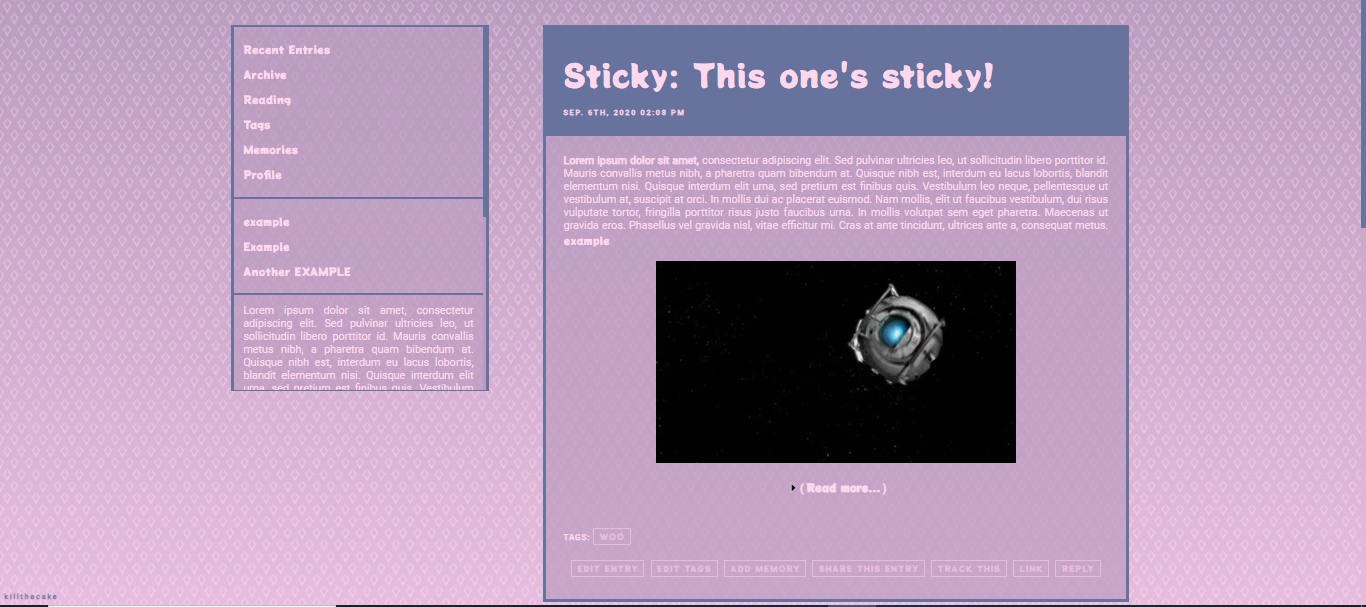 Recent Entries
Archive
Reading
Tags
Memories
Profile
example
Example
Another EXAMPLE
Lorem ipsum dolor sit amet, consectetur
adipiscing elit. Sed pulvinar ultricies leo, ut
sollicitudin libero porttitor id. Mauris convallis
metus nibh, a pharetra quam bibendum at.
Quisque nibh est, interdum eu lacus lobortis,
blandit elementum nisi. Quisque interdum elit
urna, sed pretium est finibus quis. Vestibulum
Sticky: This one's sticky!
SEP. 6TH, 2020 02:08 PM
Lorem ipsum dolor sit amet, consectetur adipiscing elit. Sed pulvinar ultricies leo, ut sollicitudin libero porttitor id.
Mauris convallis metus nibh, a pharetra quam bibendum at. Quisque nibh est, interdum eu lacus lobortis, blandit
elementum nisi. Quisque interdum elit urna, sed pretium est finibus quis. Vestibulum leo neque, pellentesque ut
vestibulum at, suscipit at orci. In mollis dui ac placerat euismod. Nam mollis, elit ut faucibus vestibulum, dui risus
vulputate tortor, fringilla porttitor risus justo faucibus urna. In mollis volutpat sem eget pharetra. Maecenas ut
gravida eros. Phasellus vel gravida nisl, vitae efficitur mi. Cras at ante tincidunt, ultrices ante a, consequat metus.
example
( Read more... )
TAGS: WOO
EDIT ENTRY EDIT TAGS ADD MEMORY SHARE THIS ENTRY TRACK THIS LINK REPLY
killthecake